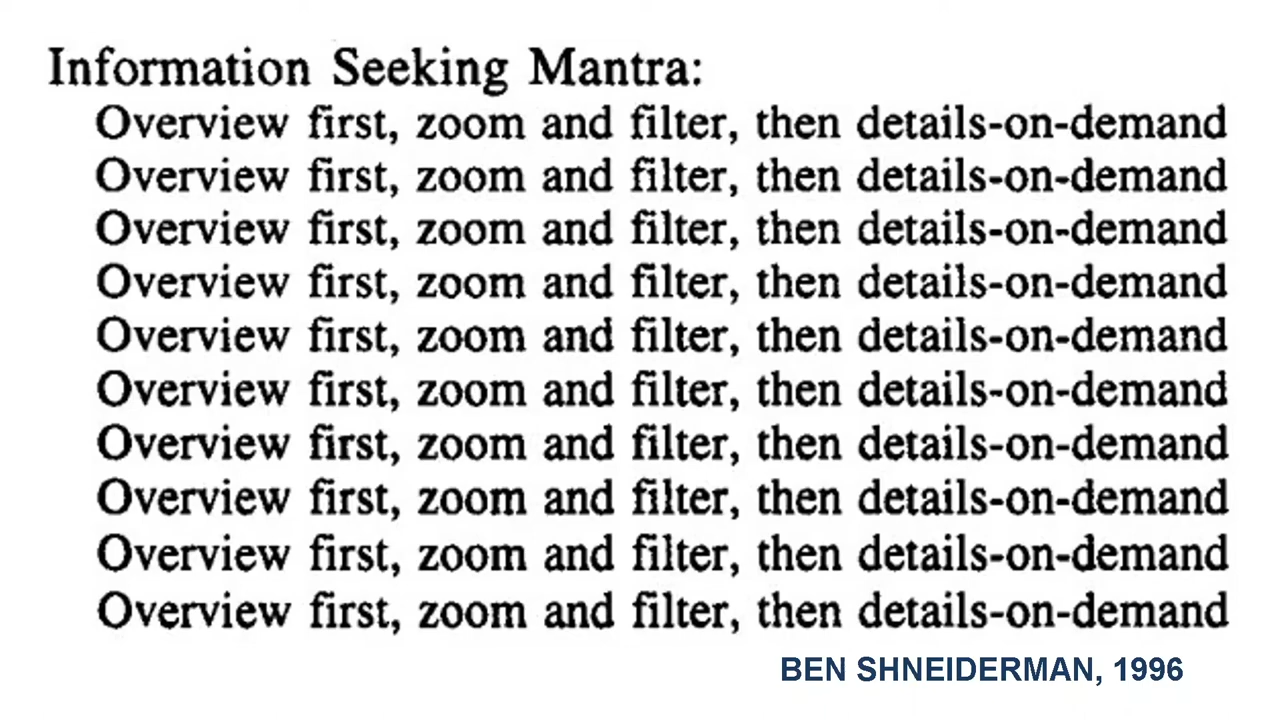 Information Seeking Mantra:
Overview first, zoom and filter, then details-on-demand
Overview first, zoom and filter, then details-on-demand
Overview first, zoom and filter, then details-on-demand
Overview first, zoom and filter, then details-on-demand
Overview first, zoom and filter, then details-on-demand
Overview first, zoom and filter, then details-on-demand
Overview first, zoom and filter, then details-on-demand
Overview first, zoom and filter, then details-on-demand
Overview first, zoom and filter, then details-on-demand
Overview first, zoom and filter, then details-on-demand
BEN SHNEIDERMAN, 1996